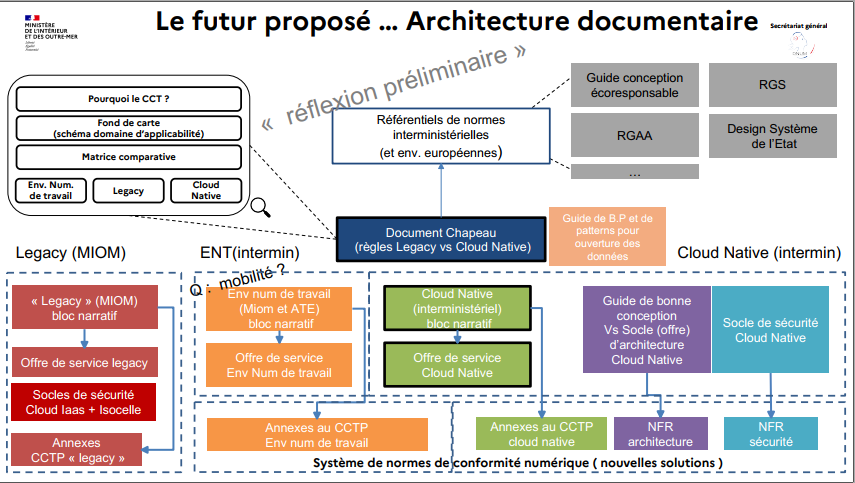 MINISTÈRE
DE L'INTÉRIEUR
ET DES OUTRE-MER
Liberté
Égalité
Fraternité
Le futur proposé ... Architecture documentaire
Secrétariat général
« réflexion préliminaire »
Pourquoi le CCT ?
Fond de carte
(schéma domaine d'applicabilité)
Matrice comparative
Env. Num.
de travail
Legacy
Cloud
Native
Référentiels de normes
interministérielles
(et env. européennes)
Guide conception
écoresponsable
RGS
RGAA
Design Système
de l'Etat
...
Document Chapeau
(règles Legacy vs Cloud Native)
Guide de B.P et de
patterns pour
ouverture des
données
Legacy (MIOM)
ENT(intermin)
Cloud Native (intermin)
Q : mobilité ?
« Legacy » (MIOM)
bloc narratif
Offre de service legacy
Socles de sécurité
Cloud Iaas + Isocelle
Annexes
CCTP « legacy »
Env num de travail
(Miom et ATE)
bloc narratif
Offre de service
Env Num de travail
Annexes au CCTP
Env num de travail
Cloud Native
(interministériel)
bloc narratif
Offre de service
Cloud Native
Annexes au CCTP
cloud native
Guide de bonne
conception
Vs Socle (offre)
d'architecture
Cloud Native
NFR
architecture
Socle de sécurité
Cloud Native
NFR
sécurité
Système de normes de conformité numérique ( nouvelles solutions )